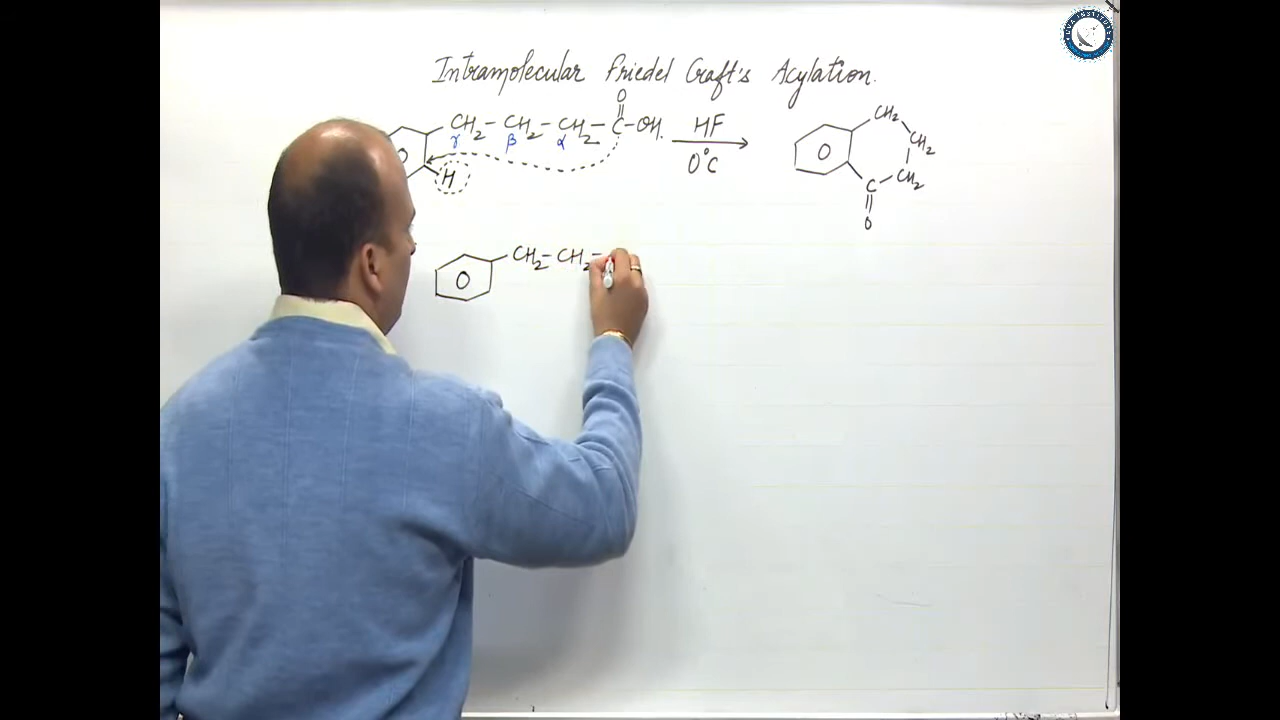 Intramolecular Friedel Craft's Acylation.
O
CH2 - CH2 - CH2 - C - OH. HF CH2
γ β α 0°C CH2
O H O CH2
C
O
CH2 - CH2 -
O